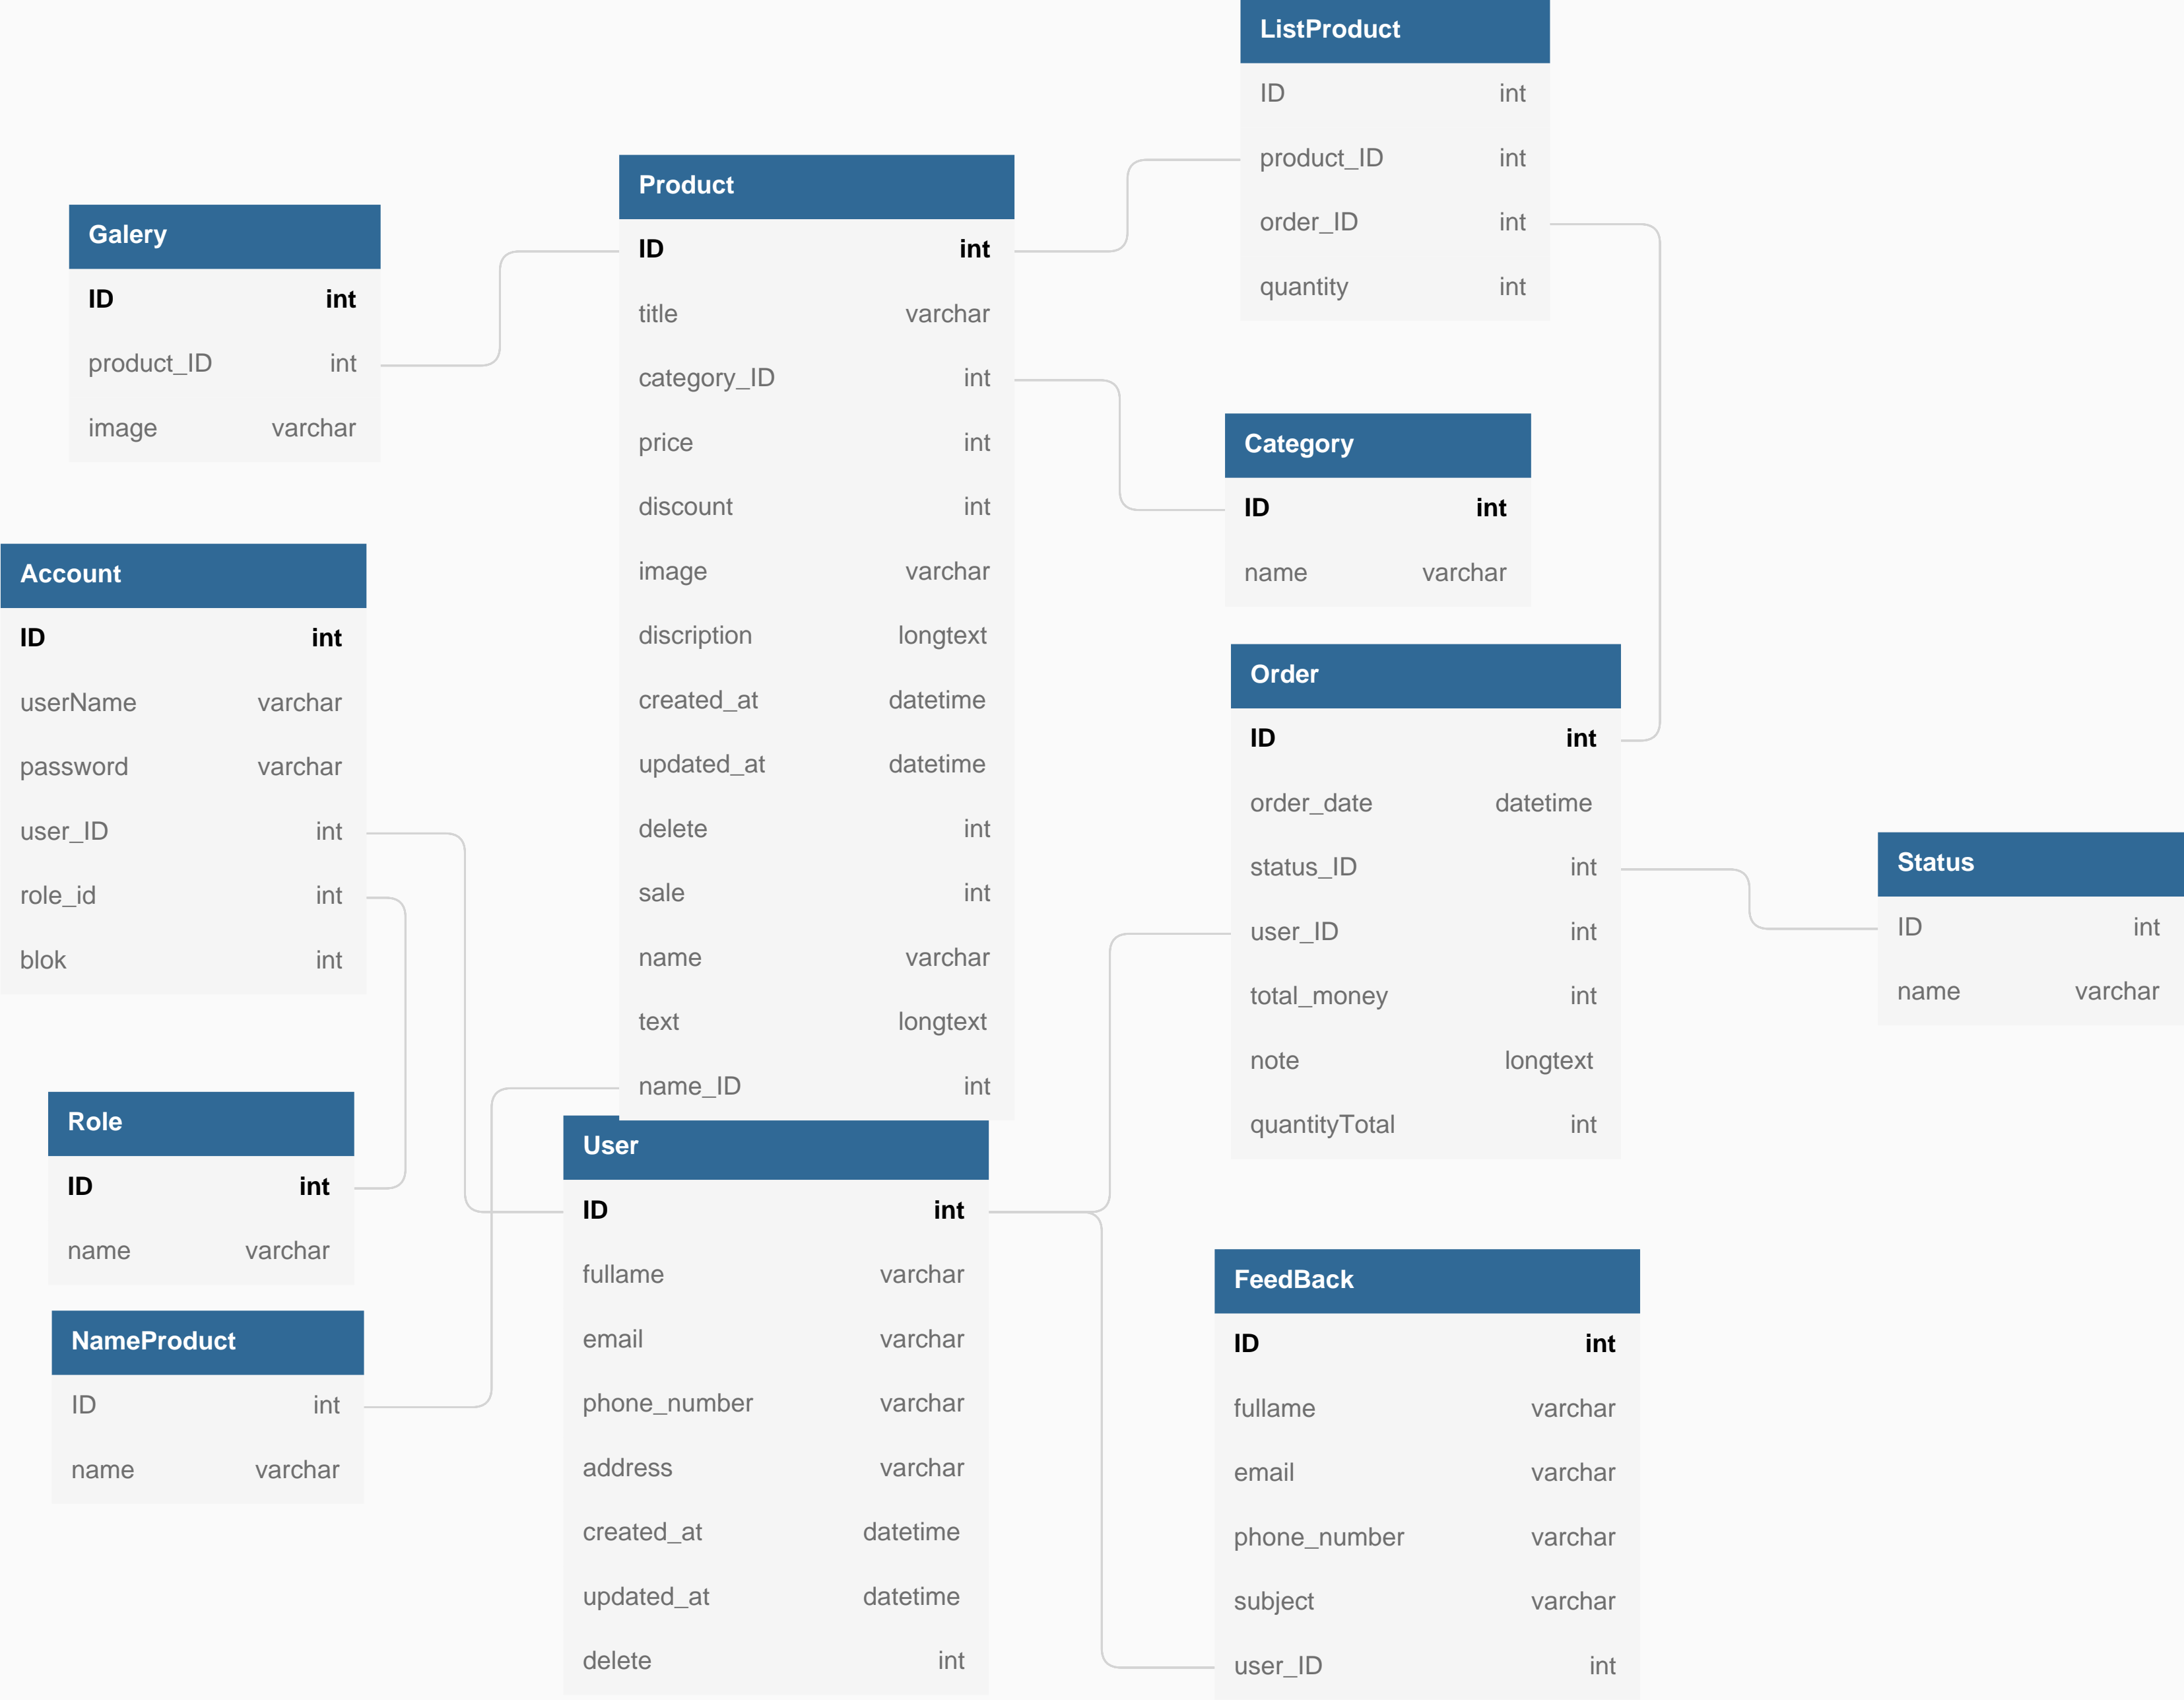 ListProduct
ID int
product_ID int
order_ID int
quantity int
Product
ID int
title varchar
category_ID int
price int
discount int
image varchar
discription longtext
created_at datetime
updated_at datetime
delete int
sale int
name varchar
text longtext
name_ID int
Galery
ID int
product_ID int
image varchar
Category
ID int
name varchar
Account
ID int
userName varchar
password varchar
user_ID int
role_id int
blok int
Order
ID int
order_date datetime
status_ID int
user_ID int
total_money int
note longtext
quantityTotal int
Status
ID int
name varchar
Role
ID int
name varchar
User
ID int
fullame varchar
email varchar
phone_number varchar
address varchar
created_at datetime
updated_at datetime
delete int
FeedBack
ID int
fullame varchar
email varchar
phone_number varchar
subject varchar
user_ID int
NameProduct
ID int
name varchar